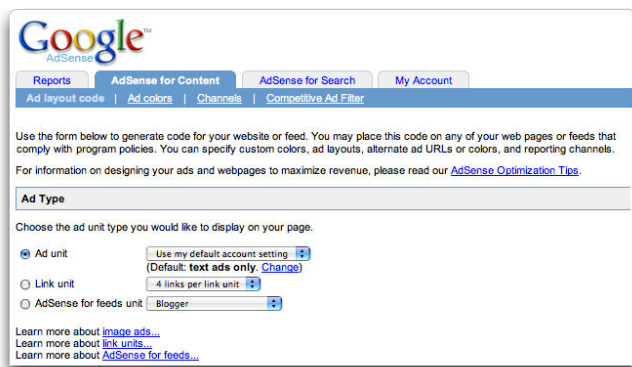 Google™
AdSense
Reports AdSense for Content AdSense for Search My Account
Ad layout code | Ad colors | Channels | Competitive Ad Filter
Use the form below to generate code for your website or feed. You may place this code on any of your web pages or feeds that
comply with program policies. You can specify custom colors, ad layouts, alternate ad URLs or colors, and reporting channels.
For information on designing your ads and webpages to maximize revenue, please read our AdSense Optimization Tips.
Ad Type
Choose the ad unit type you would like to display on your page.
Ad unit Use my default account setting
(Default: text ads only. Change)
Link unit 4 links per link unit
AdSense for feeds unit Blogger
Learn more about image ads...
Learn more about link units...
Learn more about AdSense for feeds...